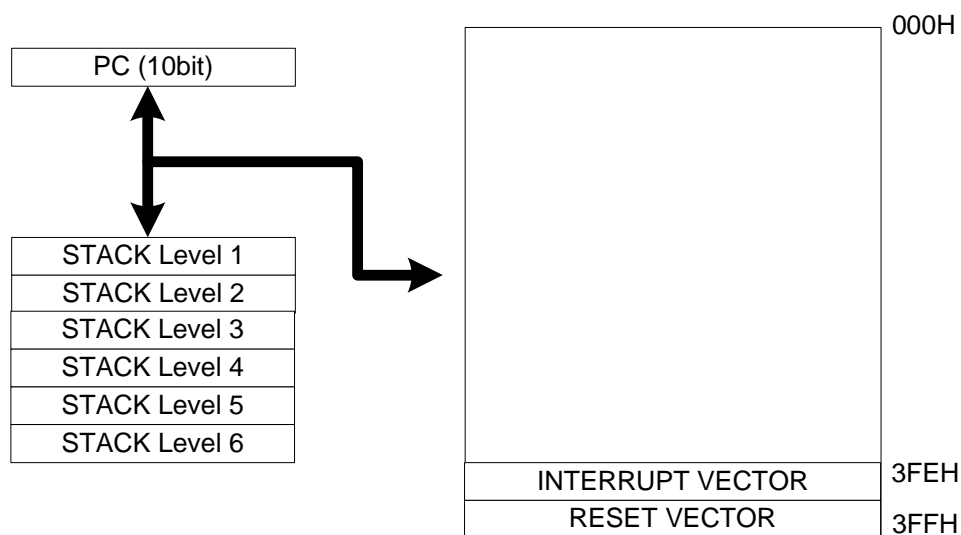 PC (10bit)
STACK Level 1
STACK Level 2
STACK Level 3
STACK Level 4
STACK Level 5
STACK Level 6
000H
INTERRUPT VECTOR
3FEH
RESET VECTOR
3FFH